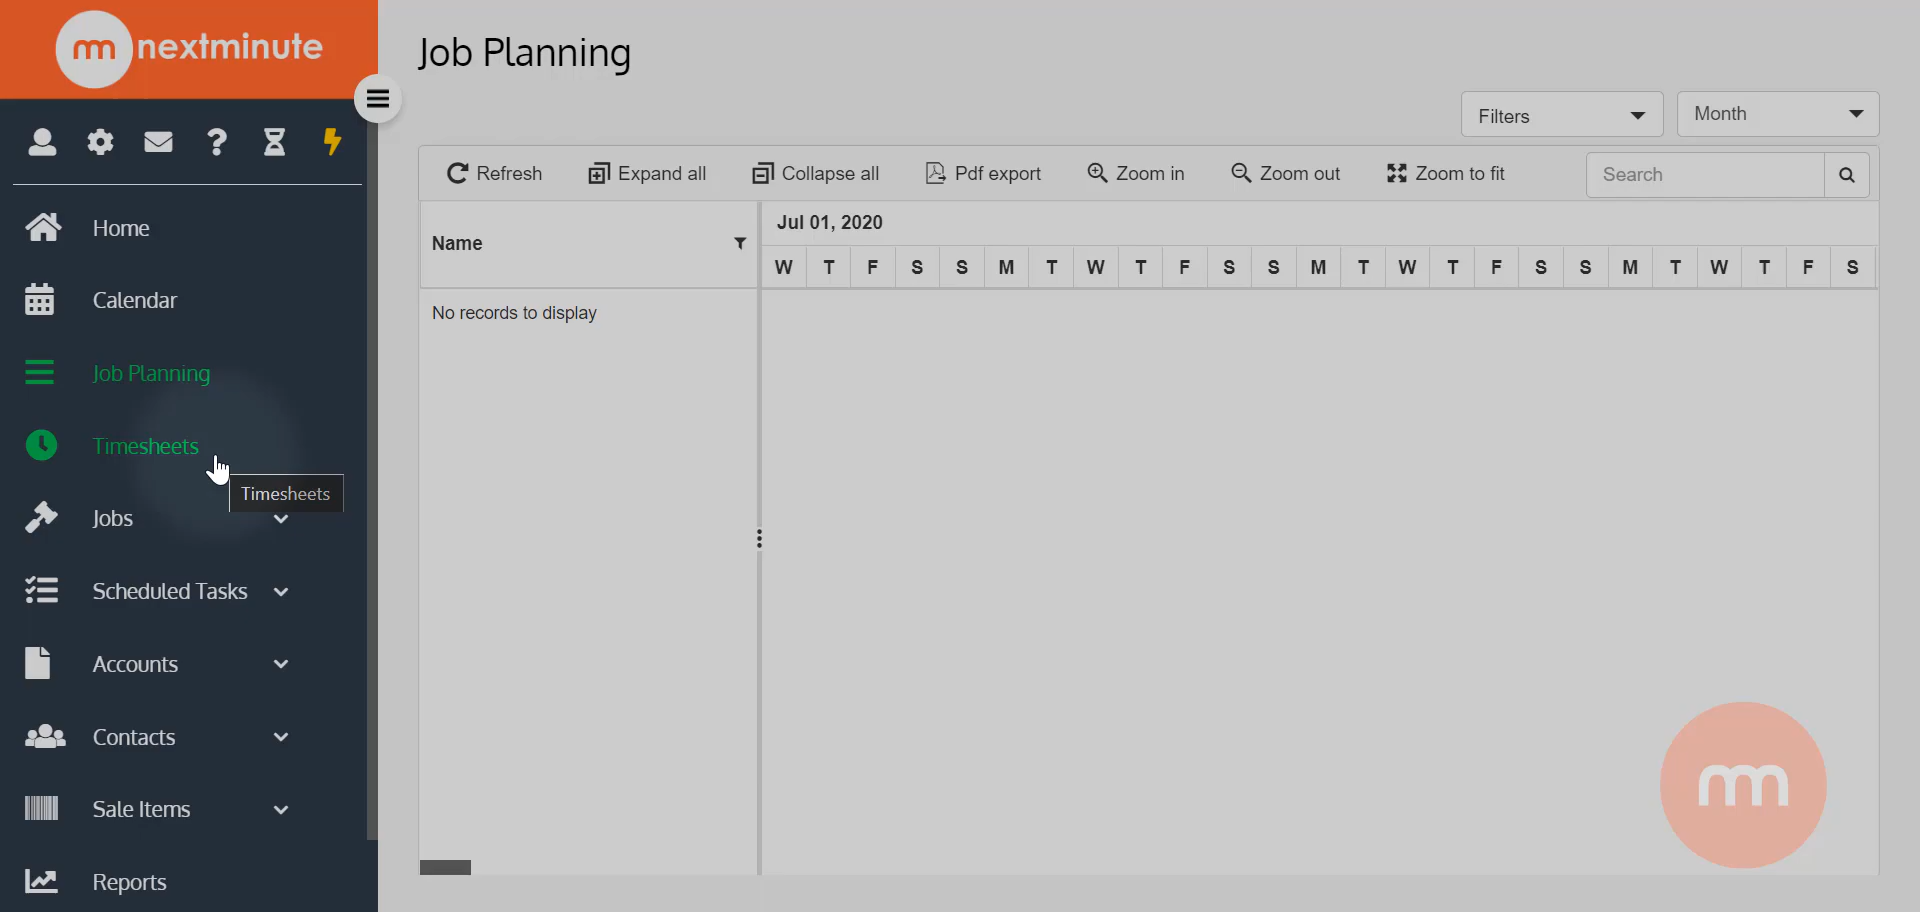 nextminute
Job Planning
Filters
Month
Refresh
Expand all
Collapse all
Pdf export
Zoom in
Zoom out
Zoom to fit
Search
Home
Calendar
Job Planning
Timesheets
Timesheets
Jobs
Scheduled Tasks
Accounts
Contacts
Sale Items
Reports
Name
Jul 01, 2020
W T F S S M T W T F S S M T W T F S S M T W T F S
No records to display